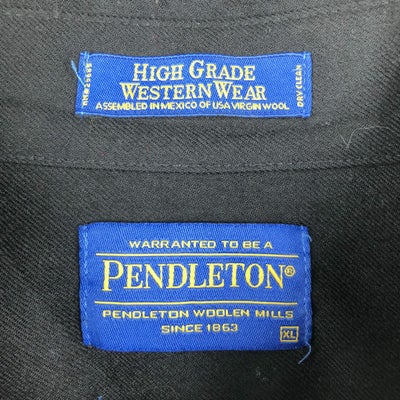 HIGH GRADE
WESTERN WEAR
ASSEMBLED IN MEXICO OF USA VIRGIN WOOL
DRY CLEAN
WARRANTED TO BE A
PENDLETON®
PENDLETON WOOLEN MILLS
SINCE 1863
XL